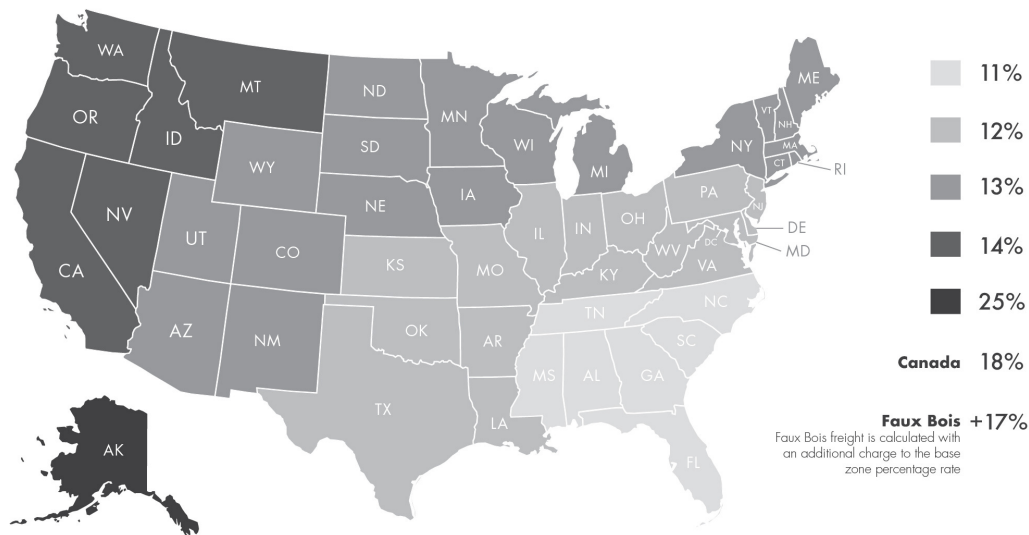 WA
MT
ND
MN
ME
OR
ID
SD
WI
MI
NY
VT
NH
MA
CT
RI
WY
IA
NE
PA
NJ
NV
UT
CO
IL
IN
OH
DE
MD
DC
WV
VA
CA
KS
MO
KY
AZ
NM
OK
AR
TN
NC
SC
MS
AL
GA
TX
LA
FL
AK
11%
12%
13%
14%
25%
Canada 18%
Faux Bois +17%
Faux Bois freight is calculated with
an additional charge to the base
zone percentage rate